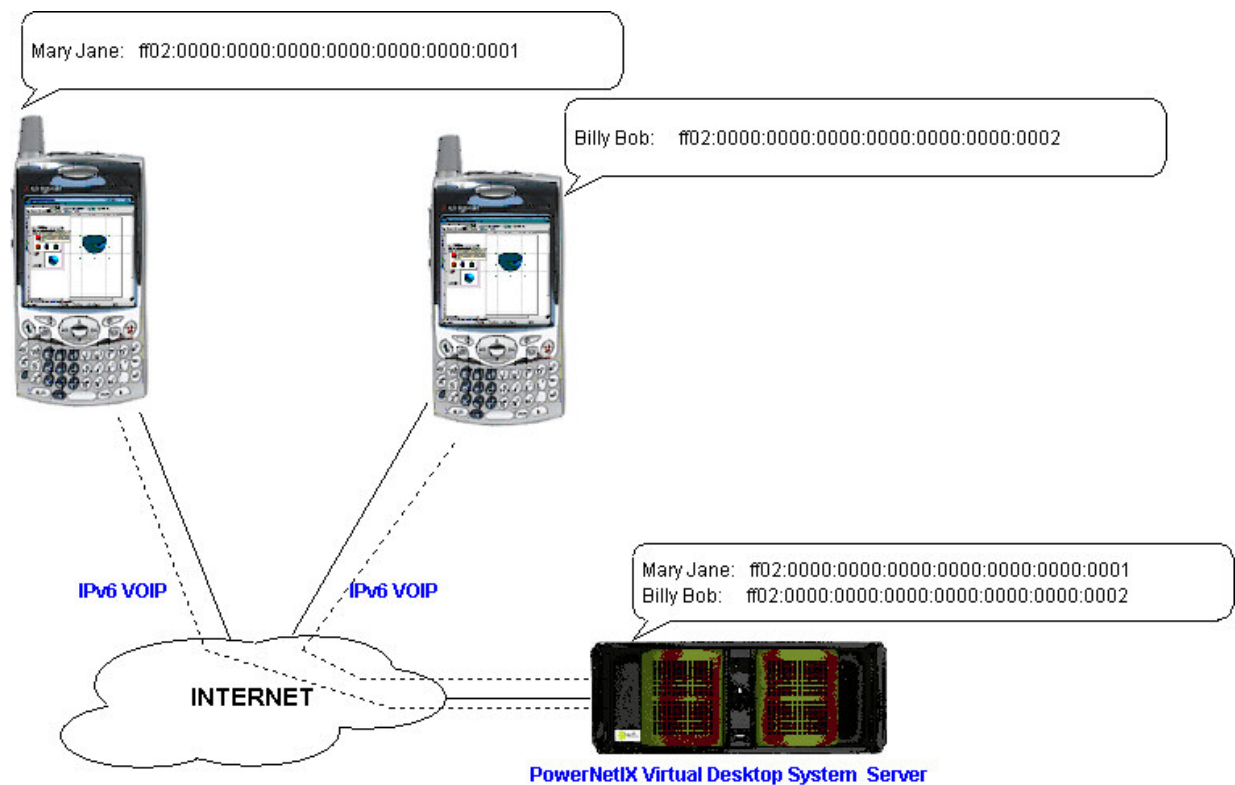 Mary Jane: ff02:0000:0000:0000:0000:0000:0000:0001
Billy Bob: ff02:0000:0000:0000:0000:0000:0000:0002
IPv6 VOIP
IPv6 VOIP
Mary Jane: ff02:0000:0000:0000:0000:0000:0000:0001
Billy Bob: ff02:0000:0000:0000:0000:0000:0000:0002
INTERNET
PowerNetIX Virtual Desktop System Server